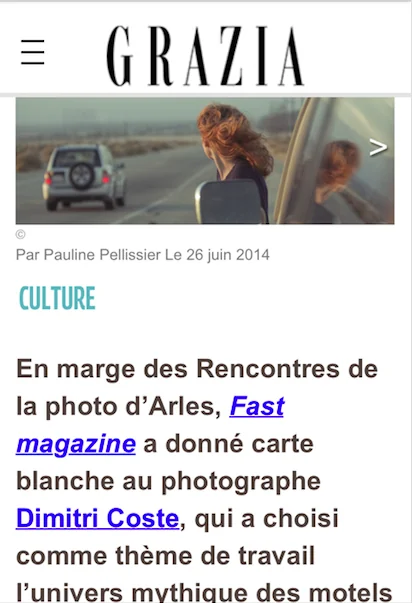 GRAZIA
>
©
Par Pauline Pellissier Le 26 juin 2014
CULTURE
En marge des Rencontres de
la photo d’Arles, Fast
magazine a donné carte
blanche au photographe
Dimitri Coste, qui a choisi
comme thème de travail
l’univers mythique des motels